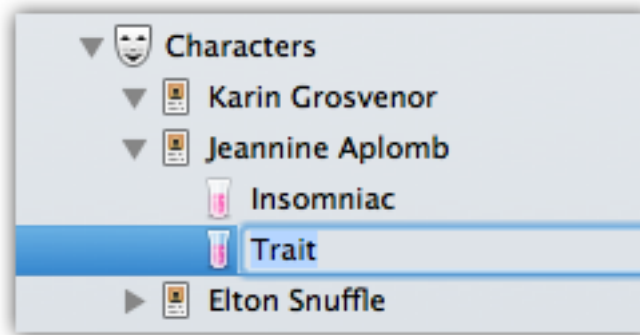 Characters
Karin Grosvenor
Jeannine Aplomb
Insomniac
Trait
Elton Snuffle